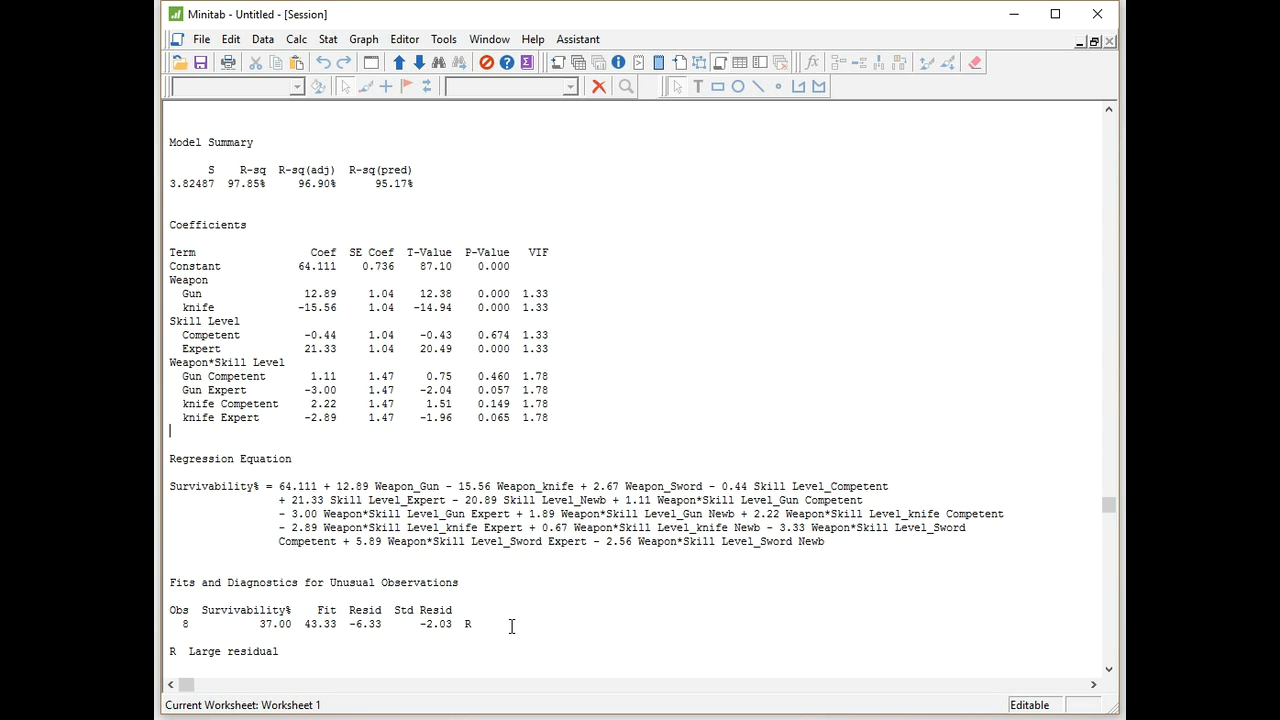 Minitab - Untitled - [Session]
File Edit Data Calc Stat Graph Editor Tools Window Help Assistant
Model Summary
S R-sq R-sq(adj) R-sq(pred)
3.82487 97.85% 96.90% 95.17%
Coefficients
Term Coef SE Coef T-Value P-Value VIF
Constant 64.111 0.736 87.10 0.000
Weapon
Gun 12.89 1.04 12.38 0.000 1.33
knife -15.56 1.04 -14.94 0.000 1.33
Skill Level
Competent -0.44 1.04 -0.43 0.674 1.33
Expert 21.33 1.04 20.49 0.000 1.33
Weapon*Skill Level
Gun Competent 1.11 1.47 0.75 0.460 1.78
Gun Expert -3.00 1.47 -2.04 0.057 1.78
knife Competent 2.22 1.47 1.51 0.149 1.78
knife Expert -2.89 1.47 -1.96 0.065 1.78
Regression Equation
Survivability% = 64.111 + 12.89 Weapon_Gun - 15.56 Weapon_knife + 2.67 Weapon_Sword - 0.44 Skill Level_Competent
+ 21.33 Skill Level_Expert - 20.89 Skill Level_Newb + 1.11 Weapon*Skill Level_Gun Competent
- 3.00 Weapon*Skill Level_Gun Expert + 1.89 Weapon*Skill Level_Gun Newb + 2.22 Weapon*Skill Level_knife Competent
- 2.89 Weapon*Skill Level_knife Expert + 0.67 Weapon*Skill Level_knife Newb - 3.33 Weapon*Skill Level_Sword
Competent + 5.89 Weapon*Skill Level_Sword Expert - 2.56 Weapon*Skill Level_Sword Newb
Fits and Diagnostics for Unusual Observations
Obs Survivability% Fit Resid Std Resid
8 37.00 43.33 -6.33 -2.03 R
R Large residual
Current Worksheet: Worksheet 1
Editable